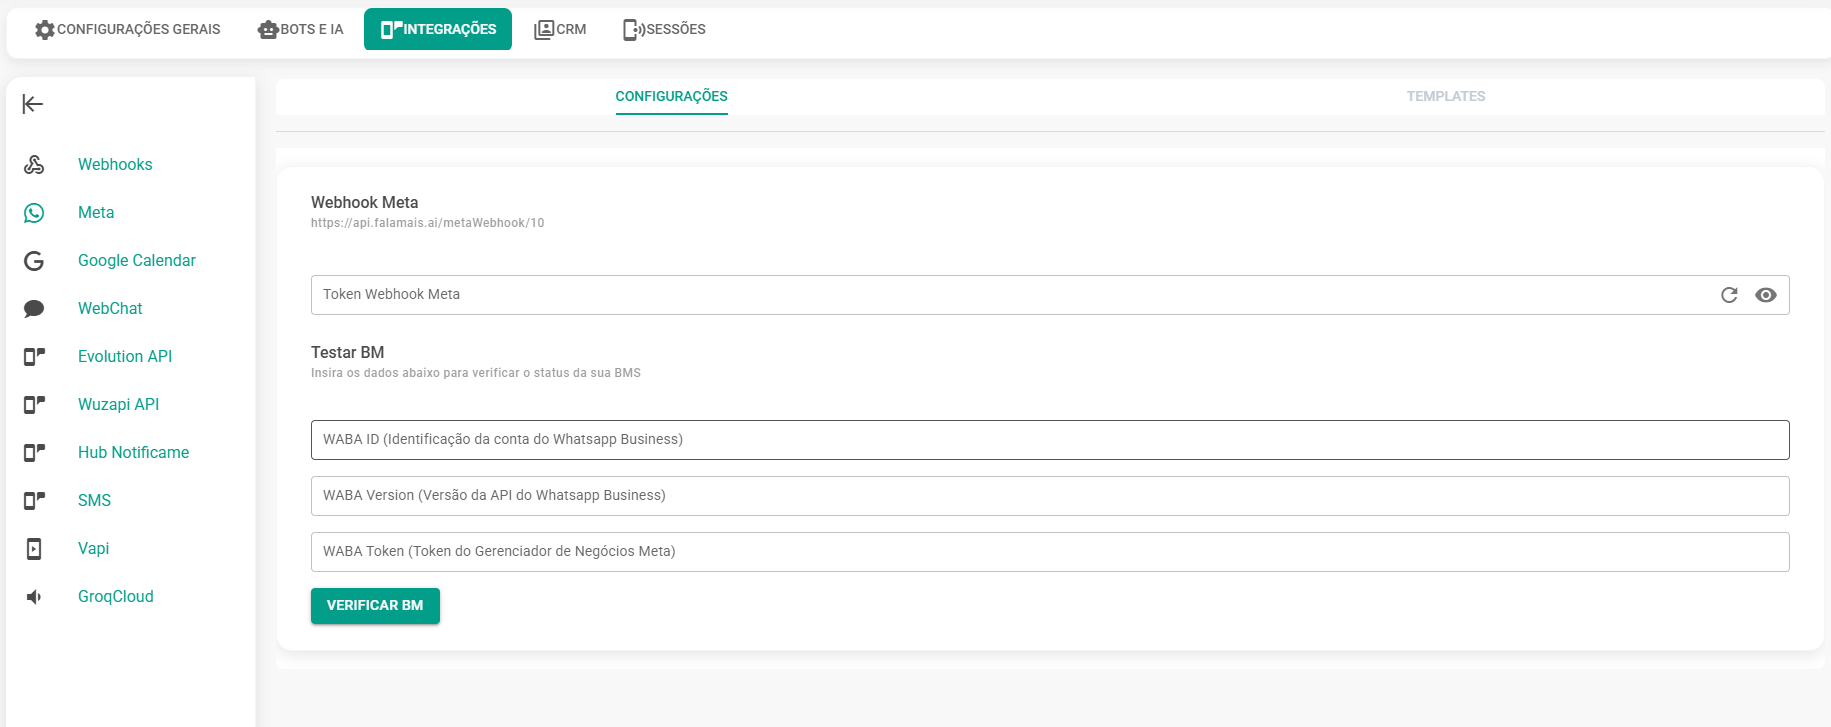 CONFIGURAÇÕES GERAIS
BOTS E IA
INTEGRAÇÕES
CRM
SESSÕES
Webhooks
Meta
Google Calendar
WebChat
Evolution API
Wuzapi API
Hub Notificame
SMS
Vapi
GroqCloud
CONFIGURAÇÕES
TEMPLATES
Webhook Meta
https://api.falamais.ai/metaWebhook/10
Token Webhook Meta
Testar BM
Insira os dados abaixo para verificar o status da sua BMS
WABA ID (Identificação da conta do Whatsapp Business)
WABA Version (Versão da API do Whatsapp Business)
WABA Token (Token do Gerenciador de Negócios Meta)
VERIFICAR BM